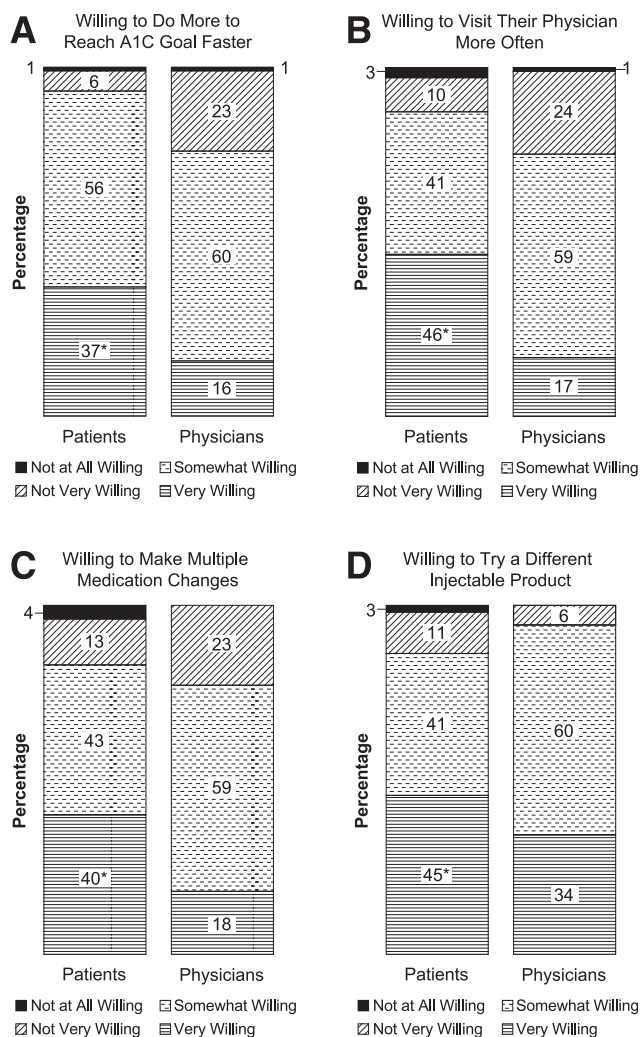 A
Willing to Do More to
Reach A1C Goal Faster
1
6
56
37*
1
23
60
16
Percentage
Patients
Physicians
Not at All Willing
Somewhat Willing
Not Very Willing
Very Willing
B
Willing to Visit Their Physician
More Often
3
10
41
46*
1
24
59
17
Percentage
Patients
Physicians
Not at All Willing
Somewhat Willing
Not Very Willing
Very Willing
C
Willing to Make Multiple
Medication Changes
4
13
43
40*
23
59
18
Percentage
Patients
Physicians
Not at All Willing
Somewhat Willing
Not Very Willing
Very Willing
D
Willing to Try a Different
Injectable Product
3
11
41
45*
6
60
34
Percentage
Patients
Physicians
Not at All Willing
Somewhat Willing
Not Very Willing
Very Willing